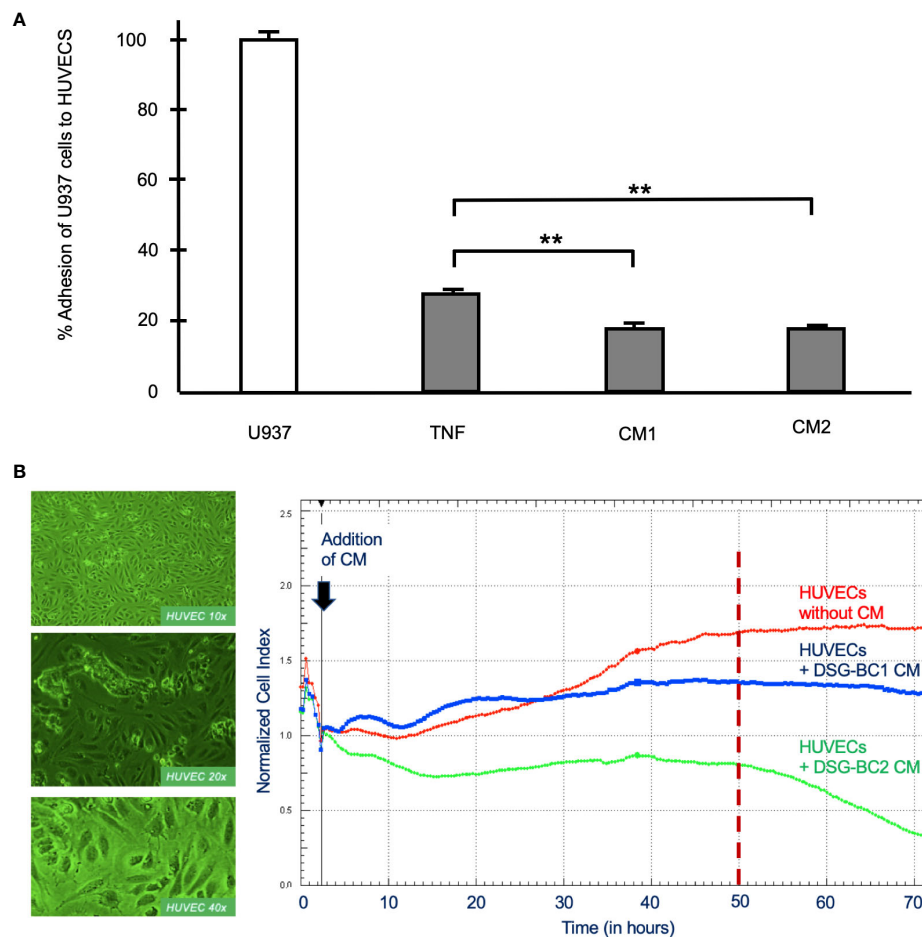 A
% Adhesion of U937 cells to HUVECS
100
80
60
40
20
0
**
**
U937
TNF
CM1
CM2
B
HUVEC 10x
HUVEC 20x
HUVEC 40x
Normalized Cell Index
2.5
2.0
1.5
1.0
0.5
0.0
Addition
of CM
HUVECs
without CM
HUVECs
+ DSG-BC1 CM
HUVECs
+ DSG-BC2 CM
0
10
20
30
40
50
60
70
Time (in hours)